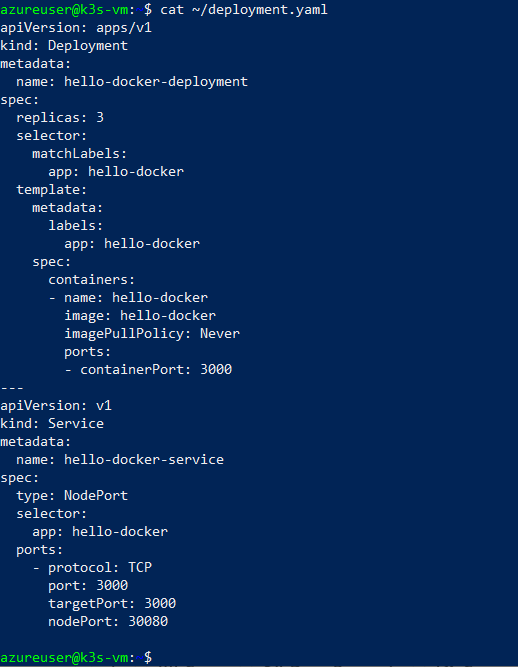 azureuser@k3s-vm: $ cat ~/deployment.yaml
apiVersion: apps/v1
kind: Deployment
metadata:
  name: hello-docker-deployment
spec:
  replicas: 3
  selector:
    matchLabels:
      app: hello-docker
  template:
    metadata:
      labels:
        app: hello-docker
    spec:
      containers:
      - name: hello-docker
        image: hello-docker
        imagePullPolicy: Never
        ports:
        - containerPort: 3000
---
apiVersion: v1
kind: Service
metadata:
  name: hello-docker-service
spec:
  type: NodePort
  selector:
    app: hello-docker
  ports:
    - protocol: TCP
      port: 3000
      targetPort: 3000
      nodePort: 30080

azureuser@k3s-vm: $